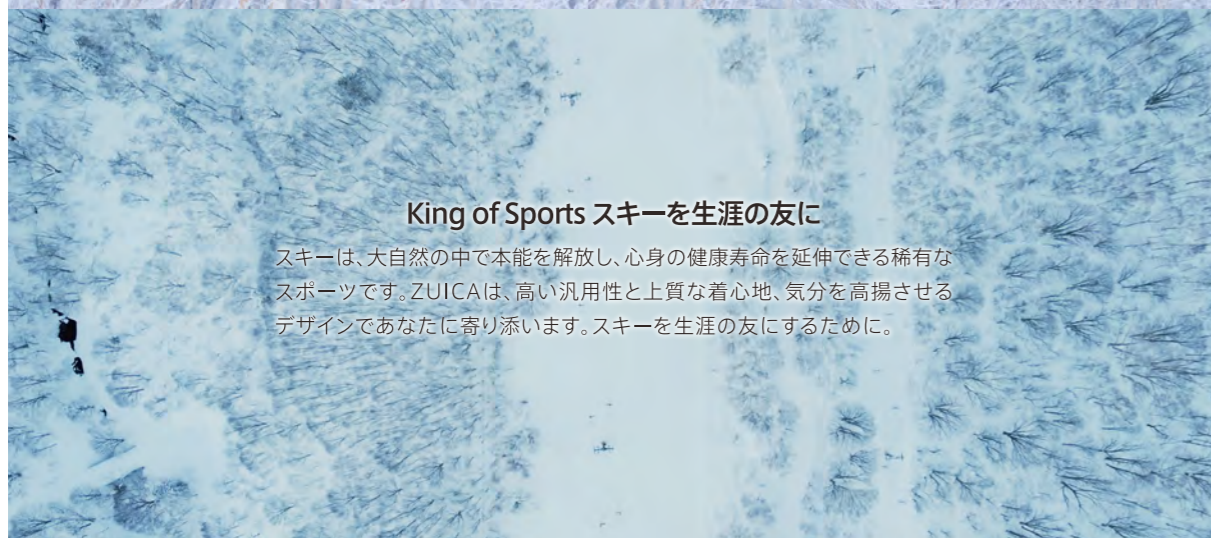 King of Sports スキーを生涯の友に
スキーは、大自然の中で本能を解放し、心身の健康寿命を延伸できる稀有な
スポーツです。ZUICAは、高い汎用性と上質な着心地、気分を高揚させる
デザインであなたに寄り添います。スキーを生涯の友にするために。